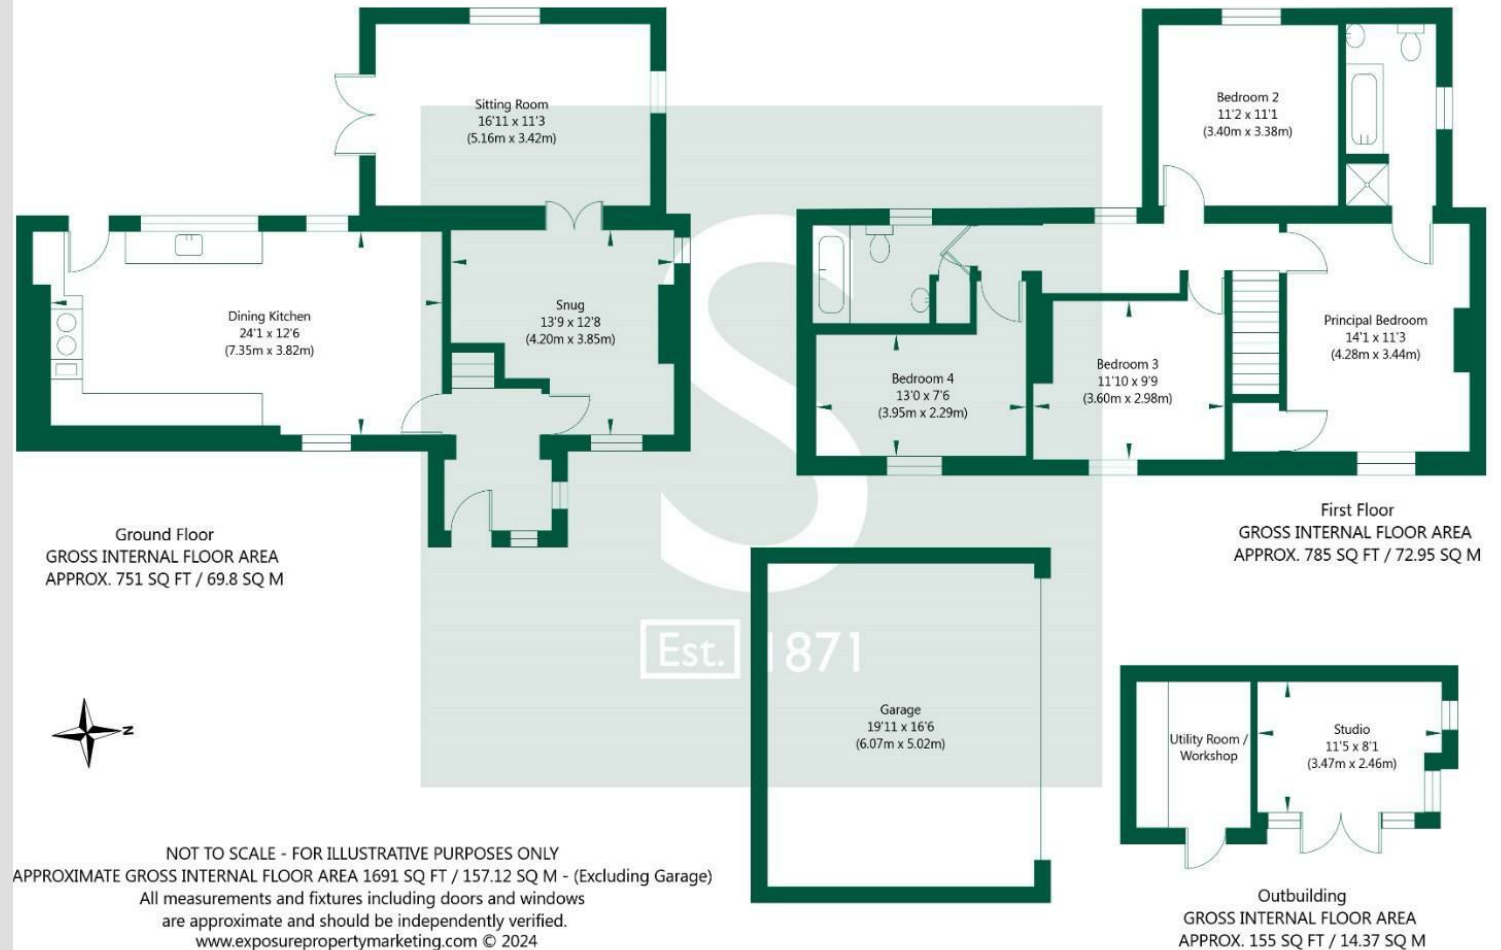 Sitting Room
16'11 x 11'3
(5.16m x 3.42m)
Dining Kitchen
24'1 x 12'6
(7.35m x 3.82m)
Snug
13'9 x 12'8
(4.20m x 3.85m)
Ground Floor
GROSS INTERNAL FLOOR AREA
APPROX. 751 SQ FT / 69.8 SQ M
Bedroom 2
11'2 x 11'1
(3.40m x 3.38m)
Principal Bedroom
14'1 x 11'3
(4.28m x 3.44m)
Bedroom 3
11'10 x 9'9
(3.60m x 2.98m)
Bedroom 4
13'0 x 7'6
(3.95m x 2.29m)
First Floor
GROSS INTERNAL FLOOR AREA
APPROX. 785 SQ FT / 72.95 SQ M
S
Est. 1871
Garage
19'11 x 16'6
(6.07m x 5.02m)
Utility Room /
Workshop
Studio
11'5 x 8'1
(3.47m x 2.46m)
Outbuilding
GROSS INTERNAL FLOOR AREA
APPROX. 155 SQ FT / 14.37 SQ M
N
NOT TO SCALE - FOR ILLUSTRATIVE PURPOSES ONLY
APPROXIMATE GROSS INTERNAL FLOOR AREA 1691 SQ FT / 157.12 SQ M - (Excluding Garage)
All measurements and fixtures including doors and windows
are approximate and should be independently verified.
www.exposurepropertymarketing.com © 2024